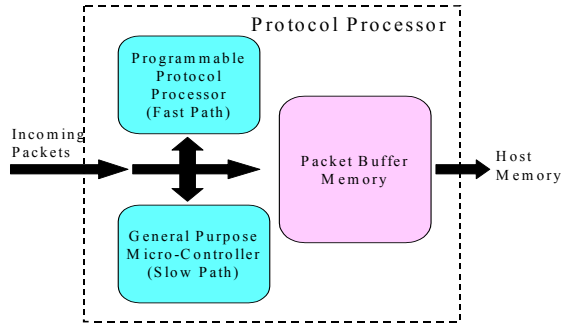 Protocol Processor
Programmable
Protocol
Processor
(Fast Path)
Incoming
Packets
Packet Buffer
Memory
Host
Memory
General Purpose
Micro-Controller
(Slow Path)